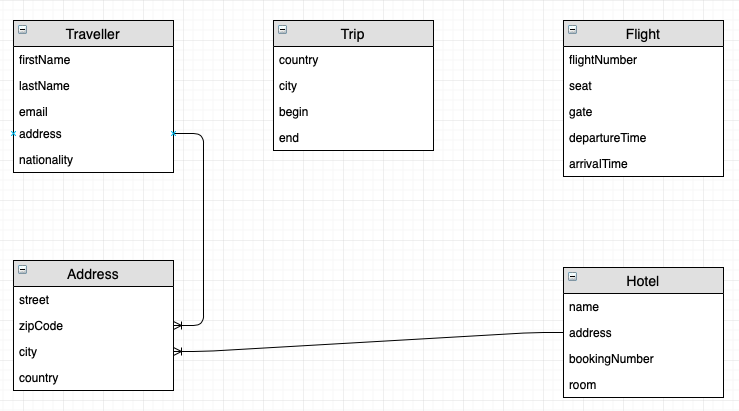 Traveller
firstName
lastName
email
address
nationality
Trip
country
city
begin
end
Flight
flightNumber
seat
gate
departureTime
arrivalTime
Address
street
zipCode
city
country
Hotel
name
address
bookingNumber
room